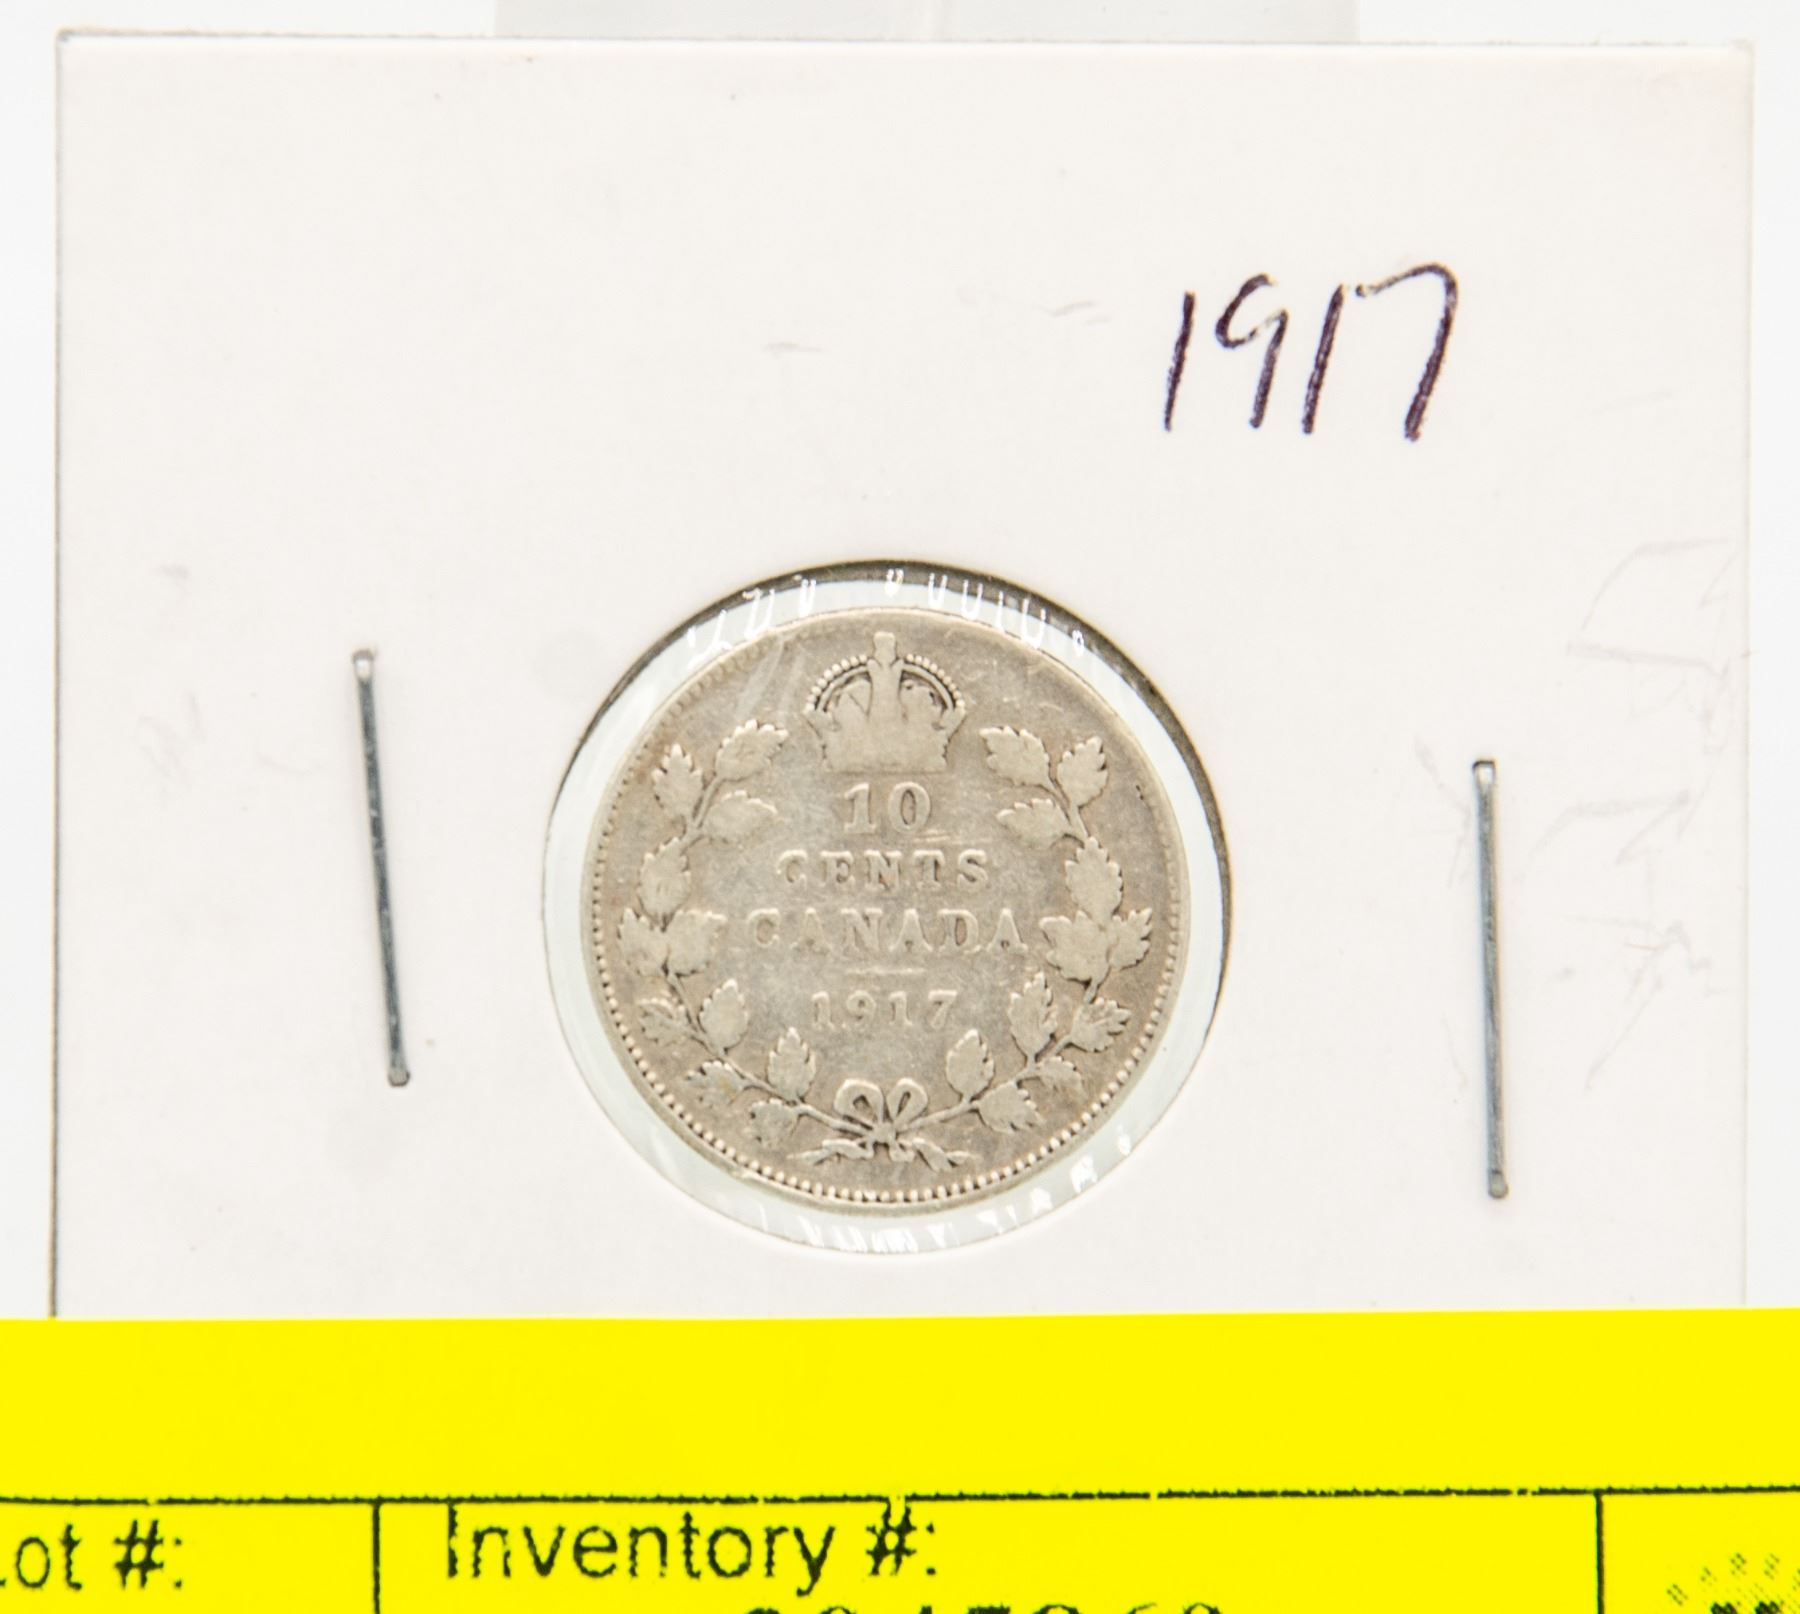 1917
10
CENTS
CANADA
1917
Lot #:
Inventory #: